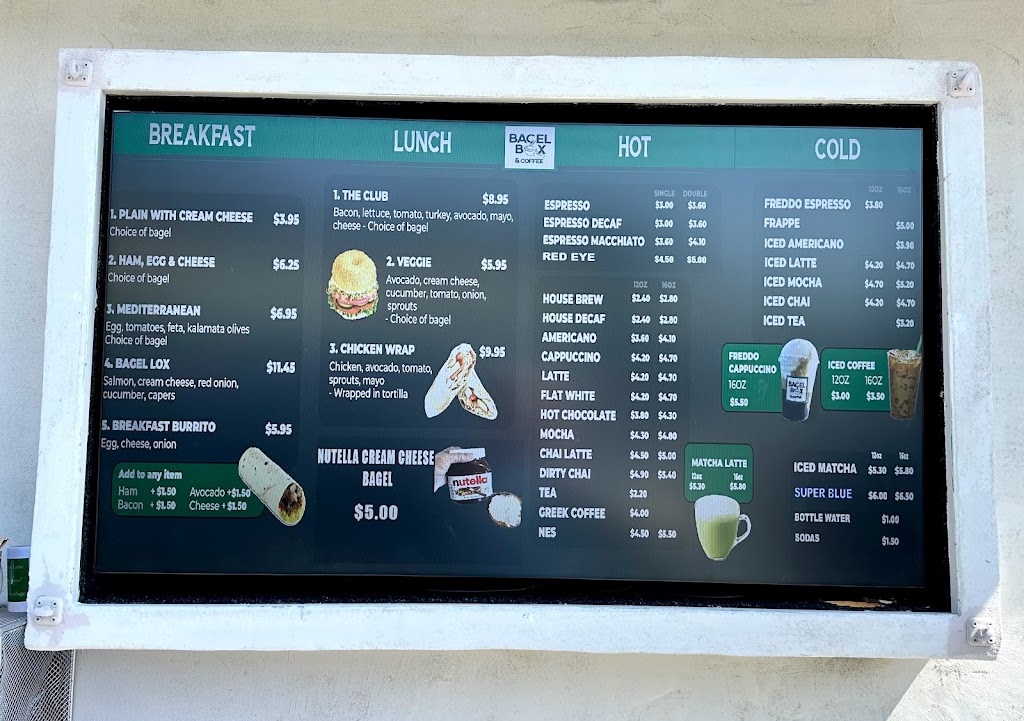 BREAKFAST
1. PLAIN WITH CREAM CHEESE $3.95
Choice of bagel
2. HAM, EGG & CHEESE $6.25
Choice of bagel
3. MEDITERRANEAN $6.95
Egg, tomatoes, feta, kalamata olives
Choice of bagel
4. BAGEL LOX $11.45
Salmon, cream cheese, red onion,
cucumber, capers
5. BREAKFAST BURRITO $5.95
Egg, cheese, onion
Add to any item
Ham +$1.50 Avocado +$1.50
Bacon +$1.50 Cheese +$1.50
LUNCH
1. THE CLUB $8.95
Bacon, lettuce, tomato, turkey, avocado, mayo,
cheese - Choice of bagel
2. VEGGIE $5.95
Avocado, cream cheese,
cucumber, tomato, onion,
sprouts
- Choice of bagel
3. CHICKEN WRAP $9.95
Chicken, avocado, tomato,
sprouts, mayo
- Wrapped in tortilla
NUTELLA CREAM CHEESE
BAGEL
$5.00
nutella
BAGEL
BOX
& COFFEE
HOT
SINGLE DOUBLE
ESPRESSO $3.00 $3.60
ESPRESSO DECAF $3.00 $3.60
ESPRESSO MACCHIATO $3.60 $4.10
RED EYE $4.50 $5.00
12OZ 16OZ
HOUSE BREW $2.40 $2.80
HOUSE DECAF $2.40 $2.80
AMERICANO $3.60 $4.10
CAPPUCCINO $4.20 $4.70
LATTE $4.20 $4.70
FLAT WHITE $4.20 $4.70
HOT CHOCOLATE $3.80 $4.30
MOCHA $4.30 $4.80
CHAI LATTE $4.50 $5.00
DIRTY CHAI $4.90 $5.40
TEA $2.20
GREEK COFFEE $4.00
NES $4.50 $5.50
MATCHA LATTE
12oz 16oz
$5.30 $5.80
COLD
12OZ 16OZ
FREDDO ESPRESSO $3.80
FRAPPE $5.00
ICED AMERICANO $3.90
ICED LATTE $4.20 $4.70
ICED MOCHA $4.70 $5.20
ICED CHAI $4.20 $4.70
ICED TEA $3.20
FREDDO
CAPPUCCINO
16OZ
$5.50
BAGEL
BOX
ICED COFFEE
12OZ 16OZ
$3.00 $3.50
12oz 16oz
ICED MATCHA $5.30 $5.80
SUPER BLUE $6.00 $6.50
BOTTLE WATER $1.00
SODAS $1.50